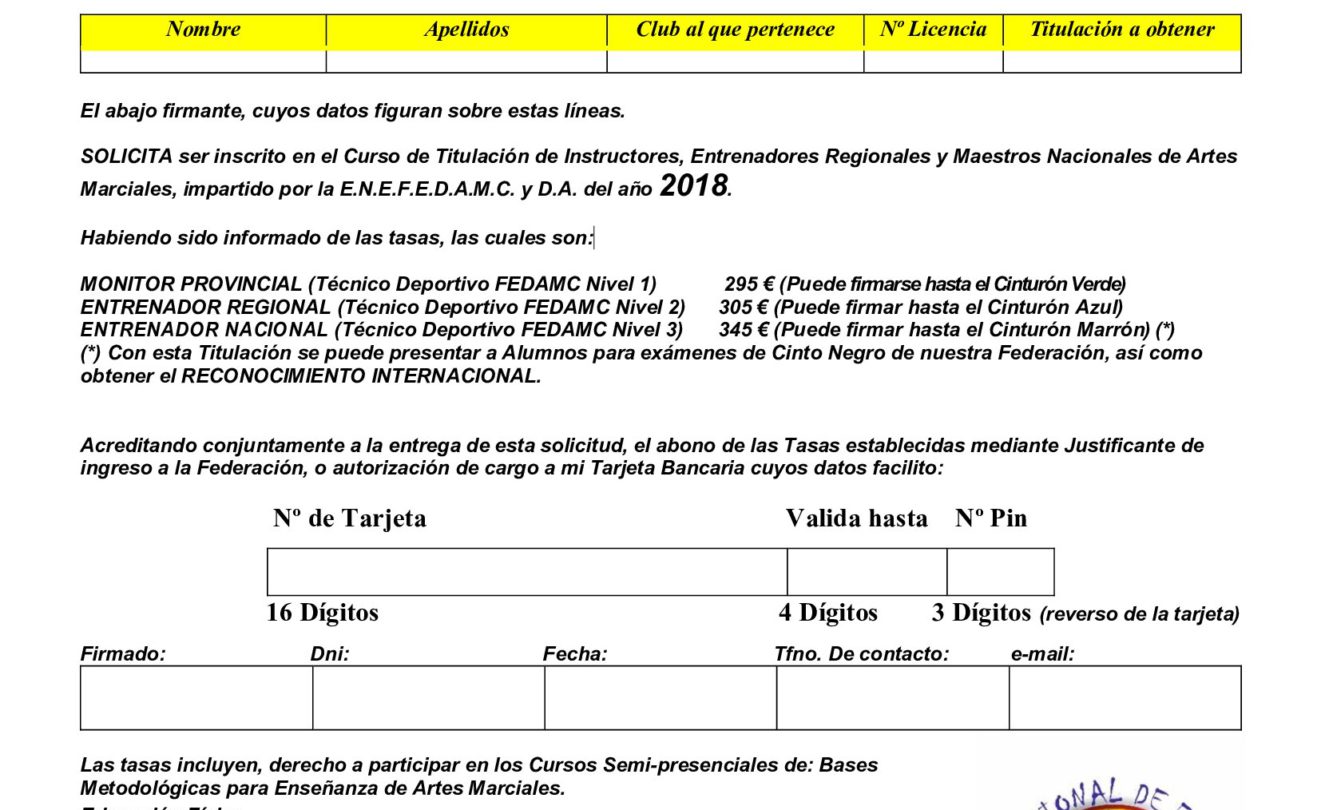 Nombre Apellidos Club al que pertenece Nº Licencia Titulación a obtener
El abajo firmante, cuyos datos figuran sobre estas líneas.
SOLICITA ser inscrito en el Curso de Titulación de Instructores, Entrenadores Regionales y Maestros Nacionales de Artes
Marciales, impartido por la E.N.E.F.E.D.A.M.C. y D.A. del año 2018.
Habiendo sido informado de las tasas, las cuales son:
MONITOR PROVINCIAL (Técnico Deportivo FEDAMC Nivel 1) 295 € (Puede firmarse hasta el Cinturón Verde)
ENTRENADOR REGIONAL (Técnico Deportivo FEDAMC Nivel 2) 305 € (Puede firmar hasta el Cinturón Azul)
ENTRENADOR NACIONAL (Técnico Deportivo FEDAMC Nivel 3) 345 € (Puede firmar hasta el Cinturón Marrón) (*)
(*) Con esta Titulación se puede presentar a Alumnos para exámenes de Cinto Negro de nuestra Federación, así como
obtener el RECONOCIMIENTO INTERNACIONAL.
Acreditando conjuntamente a la entrega de esta solicitud, el abono de las Tasas establecidas mediante Justificante de
ingreso a la Federación, o autorización de cargo a mi Tarjeta Bancaria cuyos datos facilito:
Nº de Tarjeta Valida hasta Nº Pin
16 Dígitos 4 Dígitos 3 Dígitos (reverso de la tarjeta)
Firmado: Dni: Fecha: Tfno. De contacto: e-mail:
Las tasas incluyen, derecho a participar en los Cursos Semi-presenciales de: Bases
Metodológicas para Enseñanza de Artes Marciales.
ONAL DE